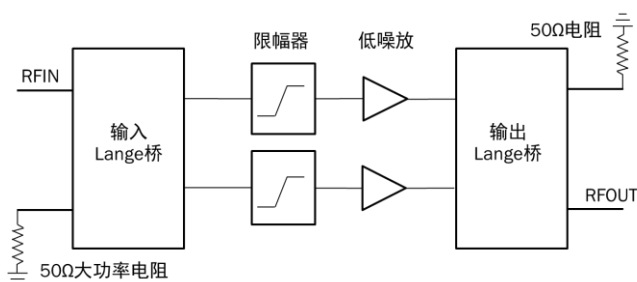 50Ω电阻
限幅器
低噪放
RFIN
输入
Lange桥
输出
Lange桥
RFOUT
50Ω大功率电阻